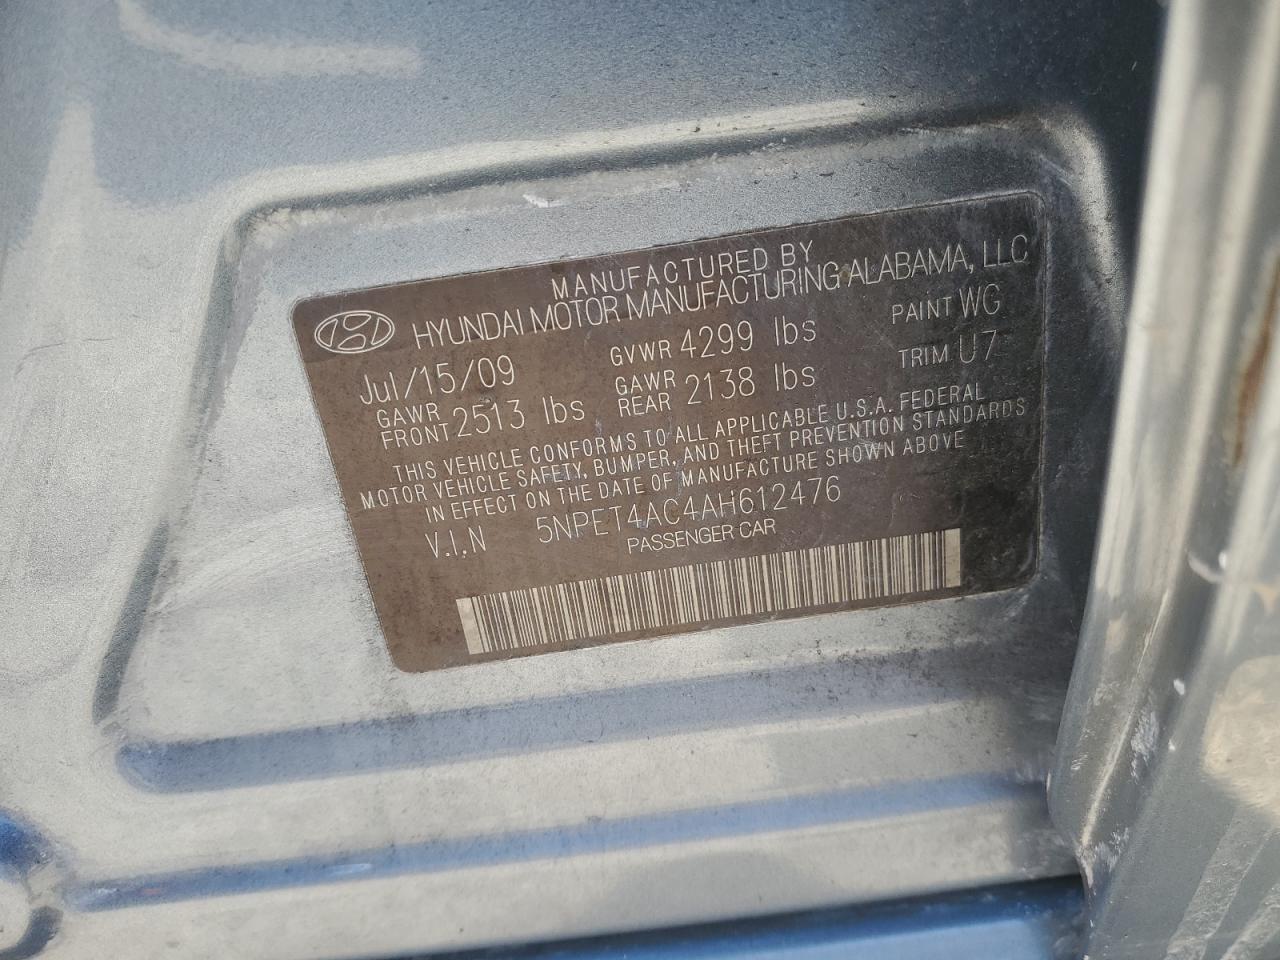 MANUFACTURED BY
HYUNDAI MOTOR MANUFACTURING ALABAMA, LLC
Jul/15/09 GVWR 4299 lbs PAINT WG
GAWR FRONT 2513 lbs GAWR REAR 2138 lbs TRIM U7
THIS VEHICLE CONFORMS TO ALL APPLICABLE U.S.A. FEDERAL
MOTOR VEHICLE SAFETY, BUMPER, AND THEFT PREVENTION STANDARDS
IN EFFECT ON THE DATE OF MANUFACTURE SHOWN ABOVE
V.I.N 5NPET4AC4AH612476
PASSENGER CAR